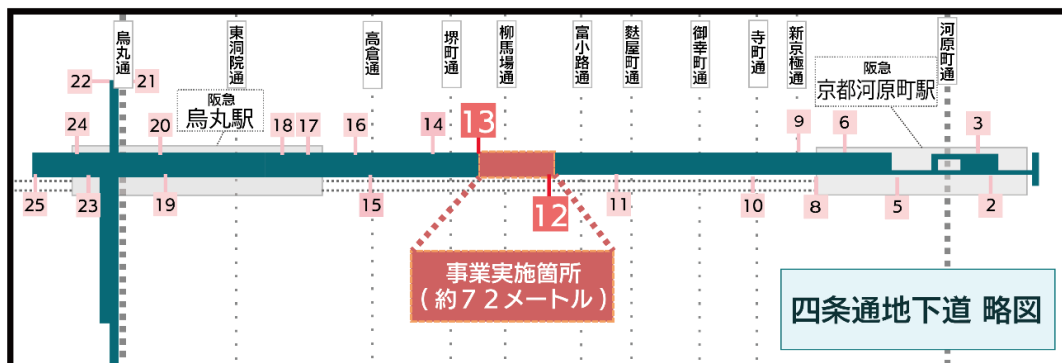 烏丸通
東洞院通
高倉通
堺町通
柳馬場通
富小路通
麩屋町通
御幸町通
寺町通
新京極通
河原町通
阪急
烏丸駅
阪急
京都河原町駅
22
21
24
20
18
17
16
14
13
9
6
3
25
23
19
15
12
11
10
8
5
2
事業実施箇所
(約72メートル)
四条通地下道 略図